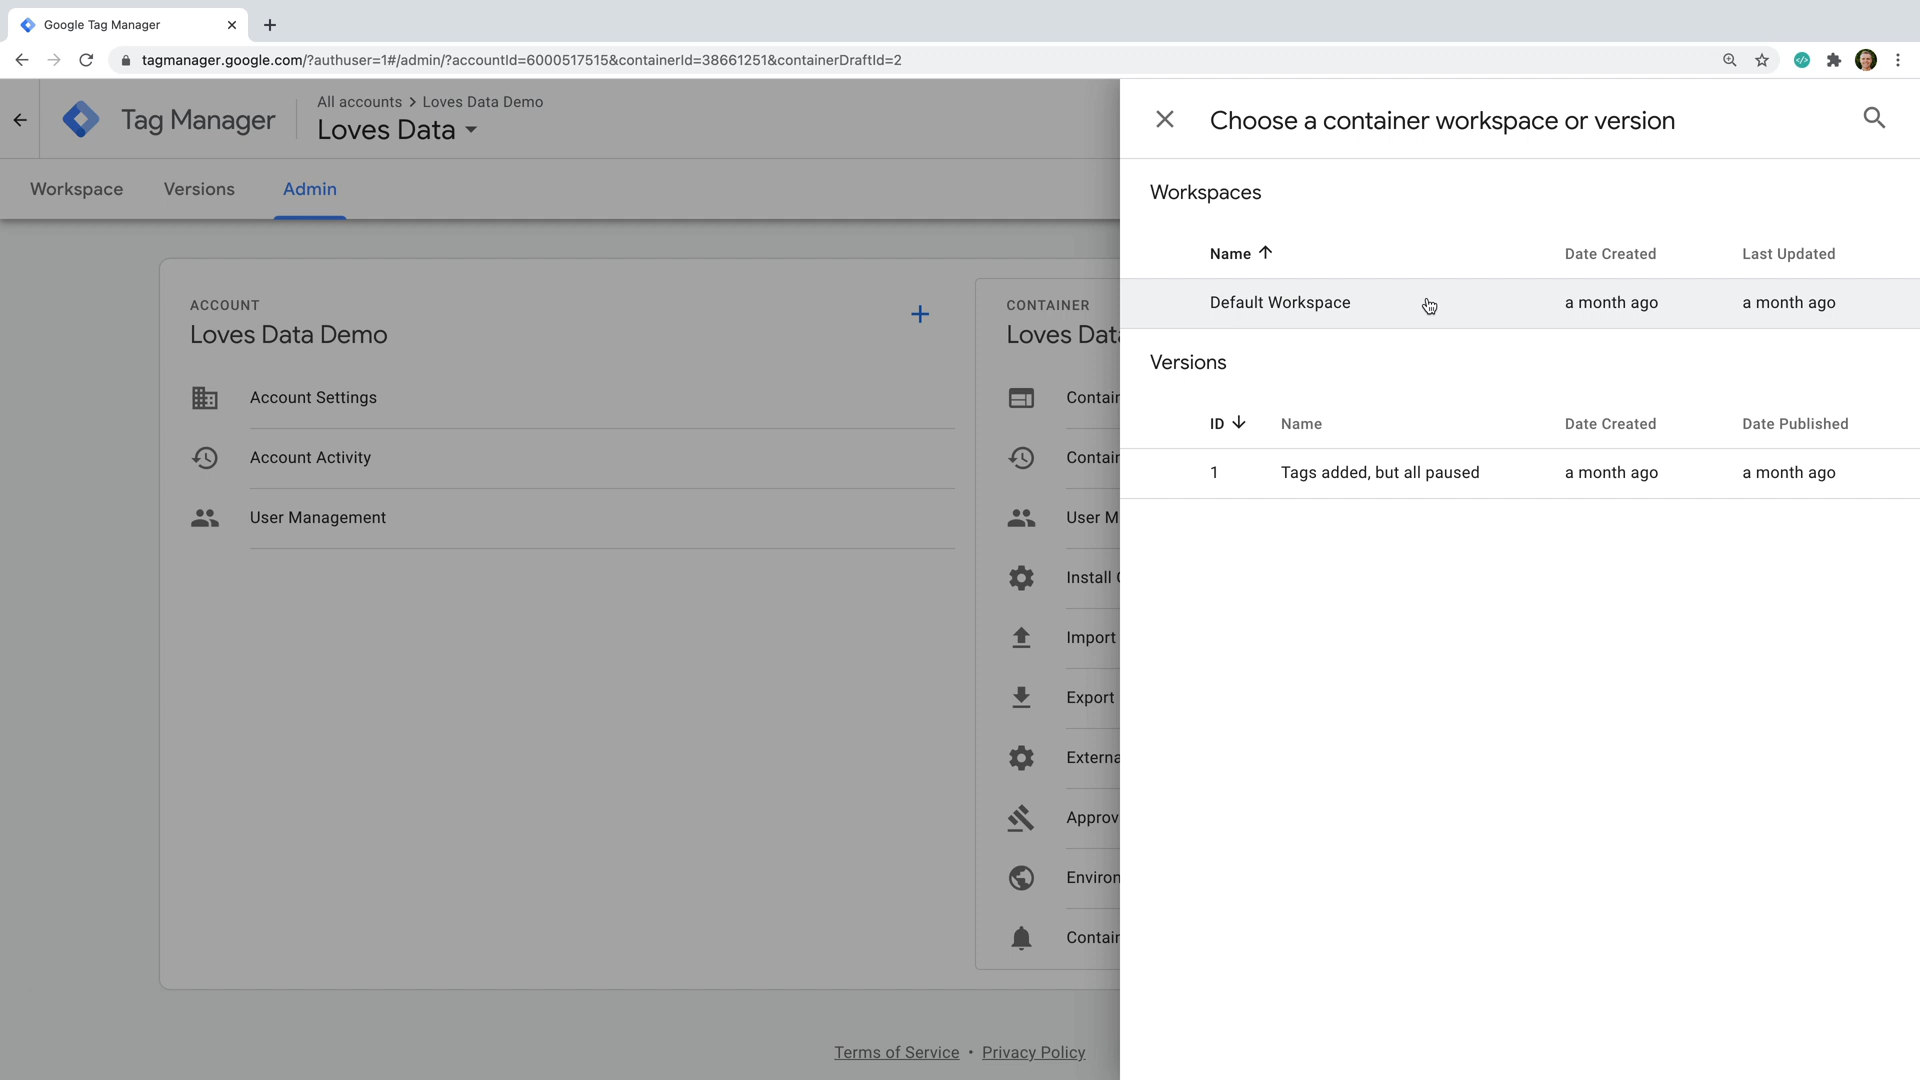 Google Tag Manager
tagmanager.google.com/?authuser=1#/admin/?accountId=6000517515&containerId=38661251&containerDraftId=2
Tag Manager
All accounts > Loves Data Demo
Loves Data
Workspace Versions Admin
ACCOUNT
Loves Data Demo
Account Settings
Account Activity
User Management
CONTAINER
Loves Data
Contain
Contain
User M
Install
Import
Export
Externa
Approv
Environ
Contain
Terms of Service • Privacy Policy
Choose a container workspace or version
Workspaces
Name Date Created Last Updated
Default Workspace a month ago a month ago
Versions
ID Name Date Created Date Published
1 Tags added, but all paused a month ago a month ago